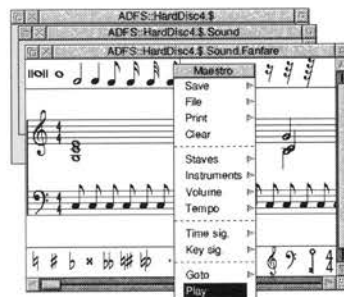 ADFS::HardDisc4.$
ADFS::HardDisc4.$.Sound
ADFS::HardDisc4.$.Sound.Fanfare
Maestro
Save
File
Print
Clear
Staves
Instruments
Volume
Tempo
Time sig.
Key sig.
Goto
Play